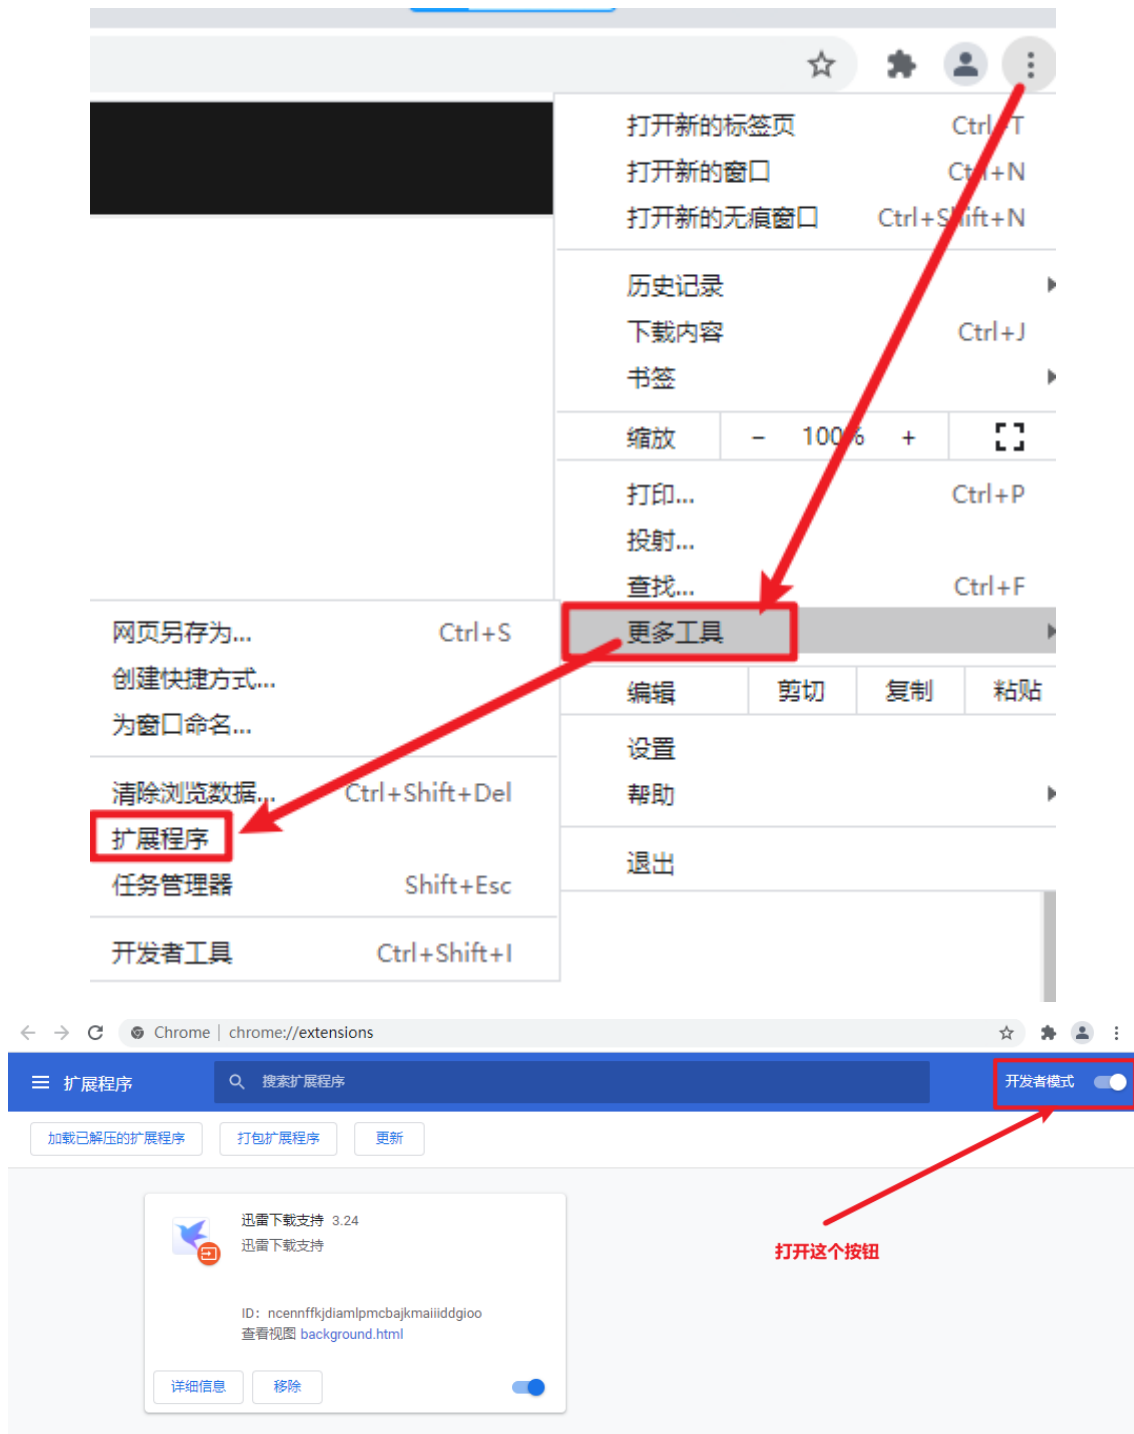 打开新的标签页 Ctrl+T
打开新的窗口 Ctrl+N
打开新的无痕窗口 Ctrl+Shift+N
历史记录
下载内容 Ctrl+J
书签
缩放 - 100% +
打印... Ctrl+P
投射...
查找... Ctrl+F
更多工具
编辑 剪切 复制 粘贴
设置
帮助
退出
网页另存为... Ctrl+S
创建快捷方式...
为窗口命名...
清除浏览数据... Ctrl+Shift+Del
扩展程序
任务管理器 Shift+Esc
开发者工具 Ctrl+Shift+I
Chrome | chrome://extensions
扩展程序 搜索扩展程序 开发者模式
加载已解压的扩展程序 打包扩展程序 更新
迅雷下载支持 3.24
迅雷下载支持
打开这个按钮
ID: ncennffkjdiamlpmcbajkmaiiiddgioo
查看视图 background.html
详细信息 移除